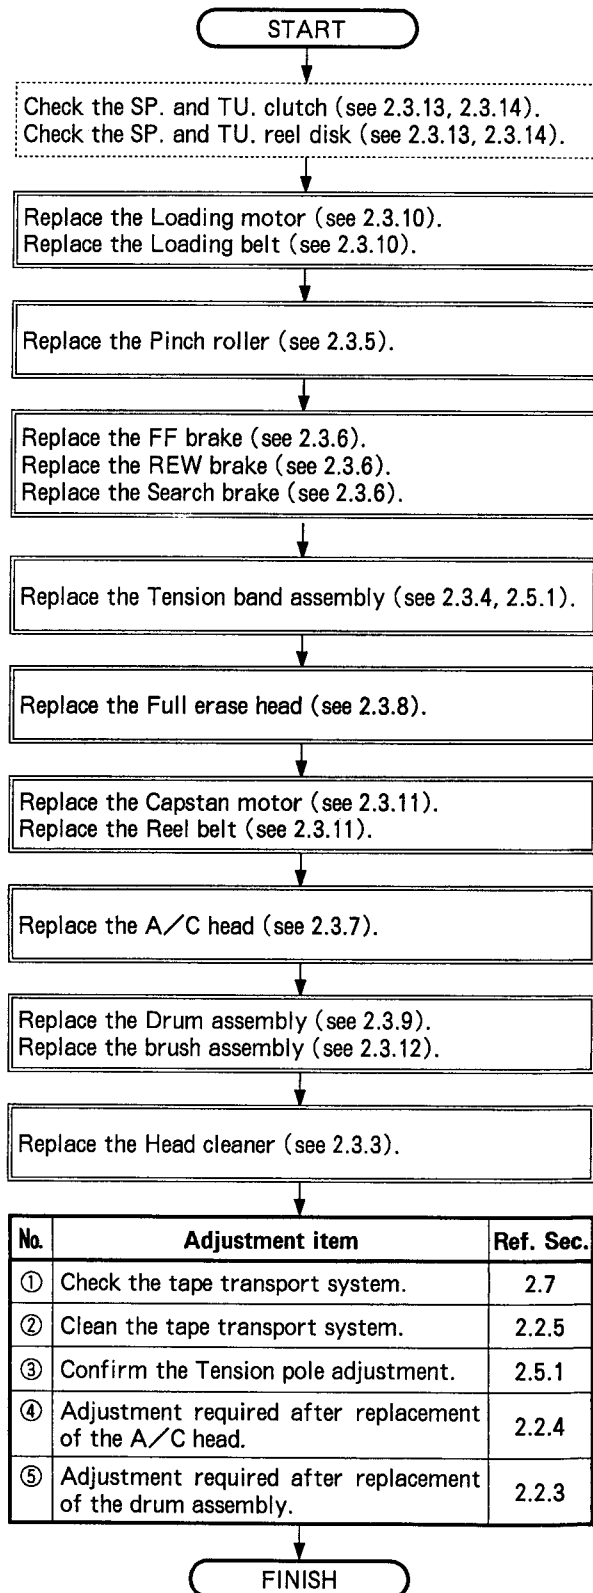 START
Check the SP. and TU. clutch (see 2.3.13, 2.3.14).
Check the SP. and TU. reel disk (see 2.3.13, 2.3.14).
Replace the Loading motor (see 2.3.10).
Replace the Loading belt (see 2.3.10).
Replace the Pinch roller (see 2.3.5).
Replace the FF brake (see 2.3.6).
Replace the REW brake (see 2.3.6).
Replace the Search brake (see 2.3.6).
Replace the Tension band assembly (see 2.3.4, 2.5.1).
Replace the Full erase head (see 2.3.8).
Replace the Capstan motor (see 2.3.11).
Replace the Reel belt (see 2.3.11).
Replace the A/C head (see 2.3.7).
Replace the Drum assembly (see 2.3.9).
Replace the brush assembly (see 2.3.12).
Replace the Head cleaner (see 2.3.3).
No. Adjustment item Ref. Sec.
① Check the tape transport system. 2.7
② Clean the tape transport system. 2.2.5
③ Confirm the Tension pole adjustment. 2.5.1
④ Adjustment required after replacement
of the A/C head. 2.2.4
⑤ Adjustment required after replacement
of the drum assembly. 2.2.3
FINISH